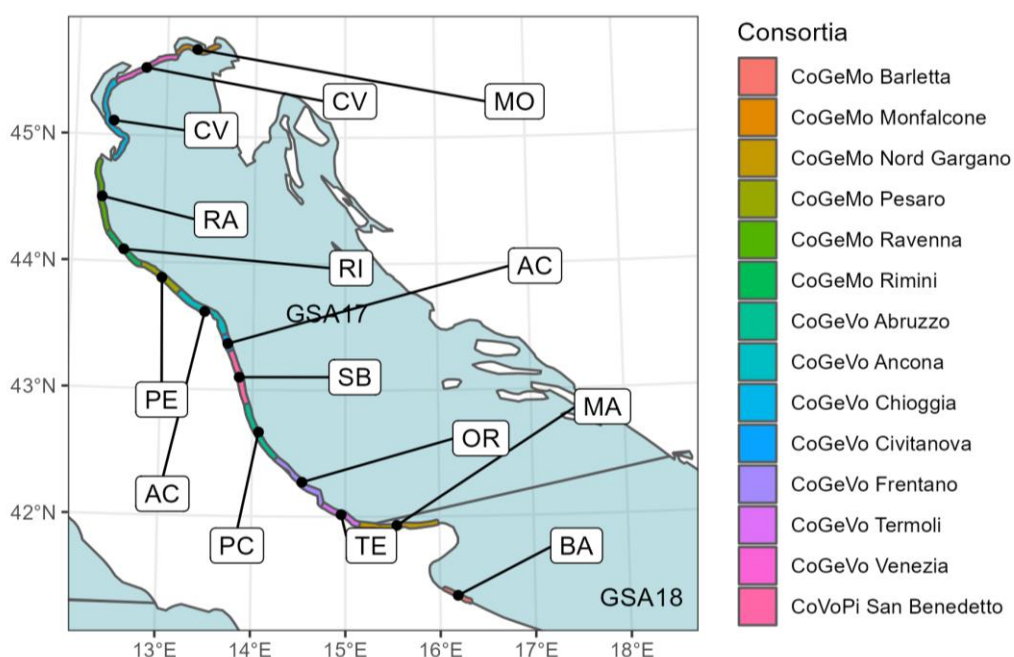 CV
MO
CV
RA
RI
AC
GSA17
SB
PE
MA
OR
AC
PC
TE
BA
GSA18
45°N
44°N
43°N
42°N
13°E
14°E
15°E
16°E
17°E
18°E
Consortia
CoGeMo Barletta
CoGeMo Monfalcone
CoGeMo Nord Gargano
CoGeMo Pesaro
CoGeMo Ravenna
CoGeMo Rimini
CoGeVo Abruzzo
CoGeVo Ancona
CoGeVo Chioggia
CoGeVo Civitanova
CoGeVo Frentano
CoGeVo Termoli
CoGeVo Venezia
CoVoPi San Benedetto